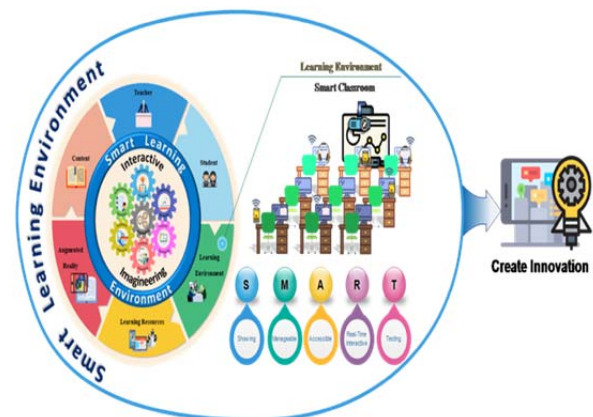 Smart Learning Environment
Teacher
Content
Student
Augmented
Reality
Learning
Environment
Learning Resources
Smart Learning
Environment
Interactive
Imagineering
Learning Environment
Smart Classroom
S M A R T
Showing
Manageable
Accessible
Real-Time
Interactive
Testing
Create Innovation